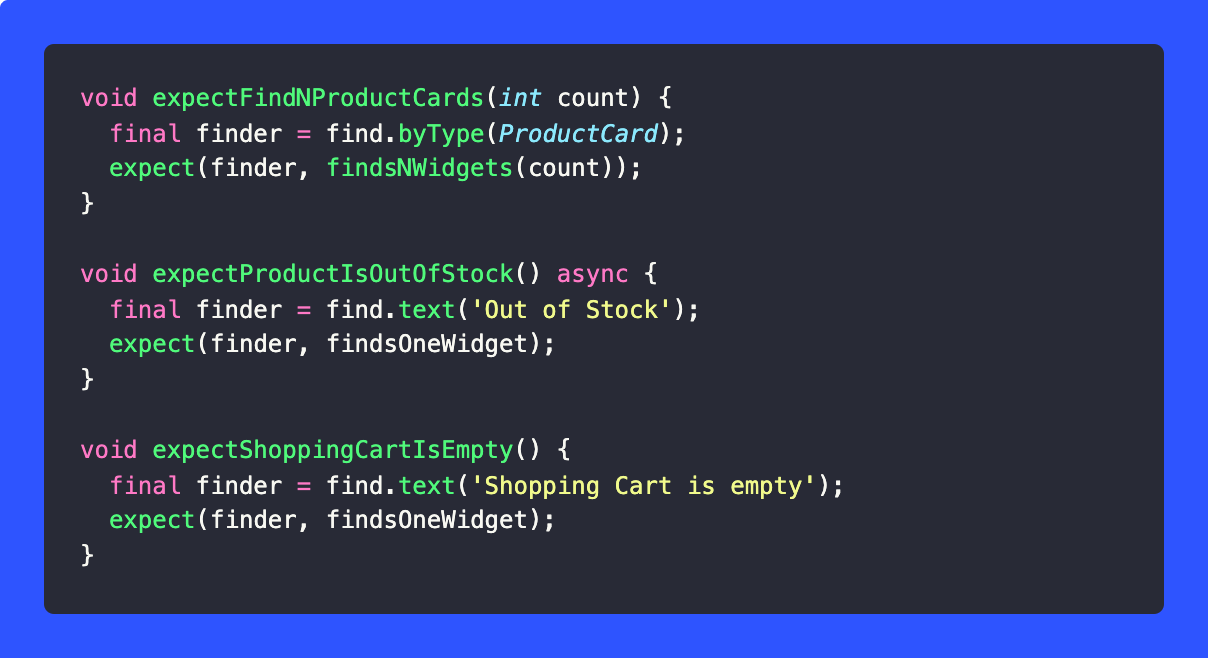 void expectFindNProductCards(int count) {
  final finder = find.byType(ProductCard);
  expect(finder, findsNWidgets(count));
}

void expectProductIsOutOfStock() async {
  final finder = find.text('Out of Stock');
  expect(finder, findsOneWidget);
}

void expectShoppingCartIsEmpty() {
  final finder = find.text('Shopping Cart is empty');
  expect(finder, findsOneWidget);
}